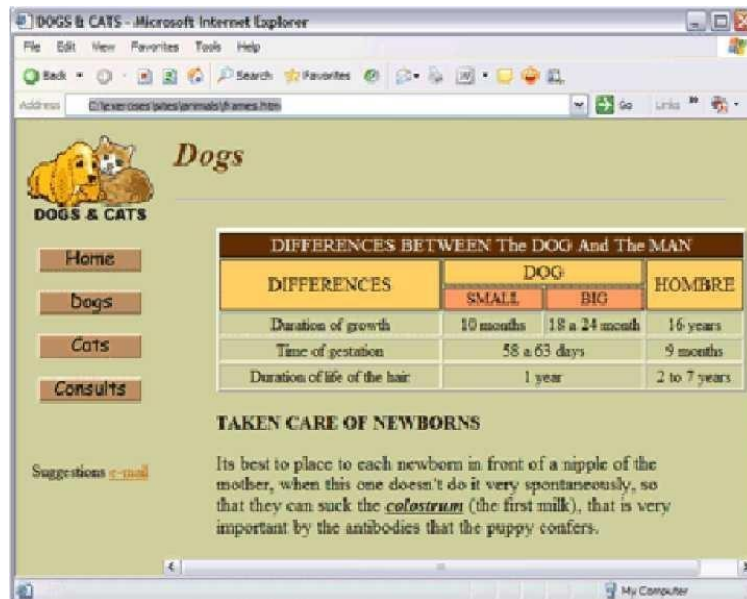 DOGS & CATS - Microsoft Internet Explorer
File Edit View Favorites Tools Help
Back Search Favorites
Address C:\exercises\sites\animals\frames.htm Go Links »
DOGS & CATS
Home
Dogs
Cats
Consults
Suggestions e-mail
Dogs
DIFFERENCES BETWEEN The DOG And The MAN
DIFFERENCES DOG HOMBRE
SMALL BIG
Duration of growth 10 months 18 a 24 month 16 years
Time of gestation 58 a 63 days 9 months
Duration of life of the hair 1 year 2 to 7 years
TAKEN CARE OF NEWBORNS
Its best to place to each newborn in front of a nipple of the
mother, when this one doesn't do it very spontaneously, so
that they can suck the colostrum (the first milk), that is very
important by the antibodies that the puppy confers.
My Computer